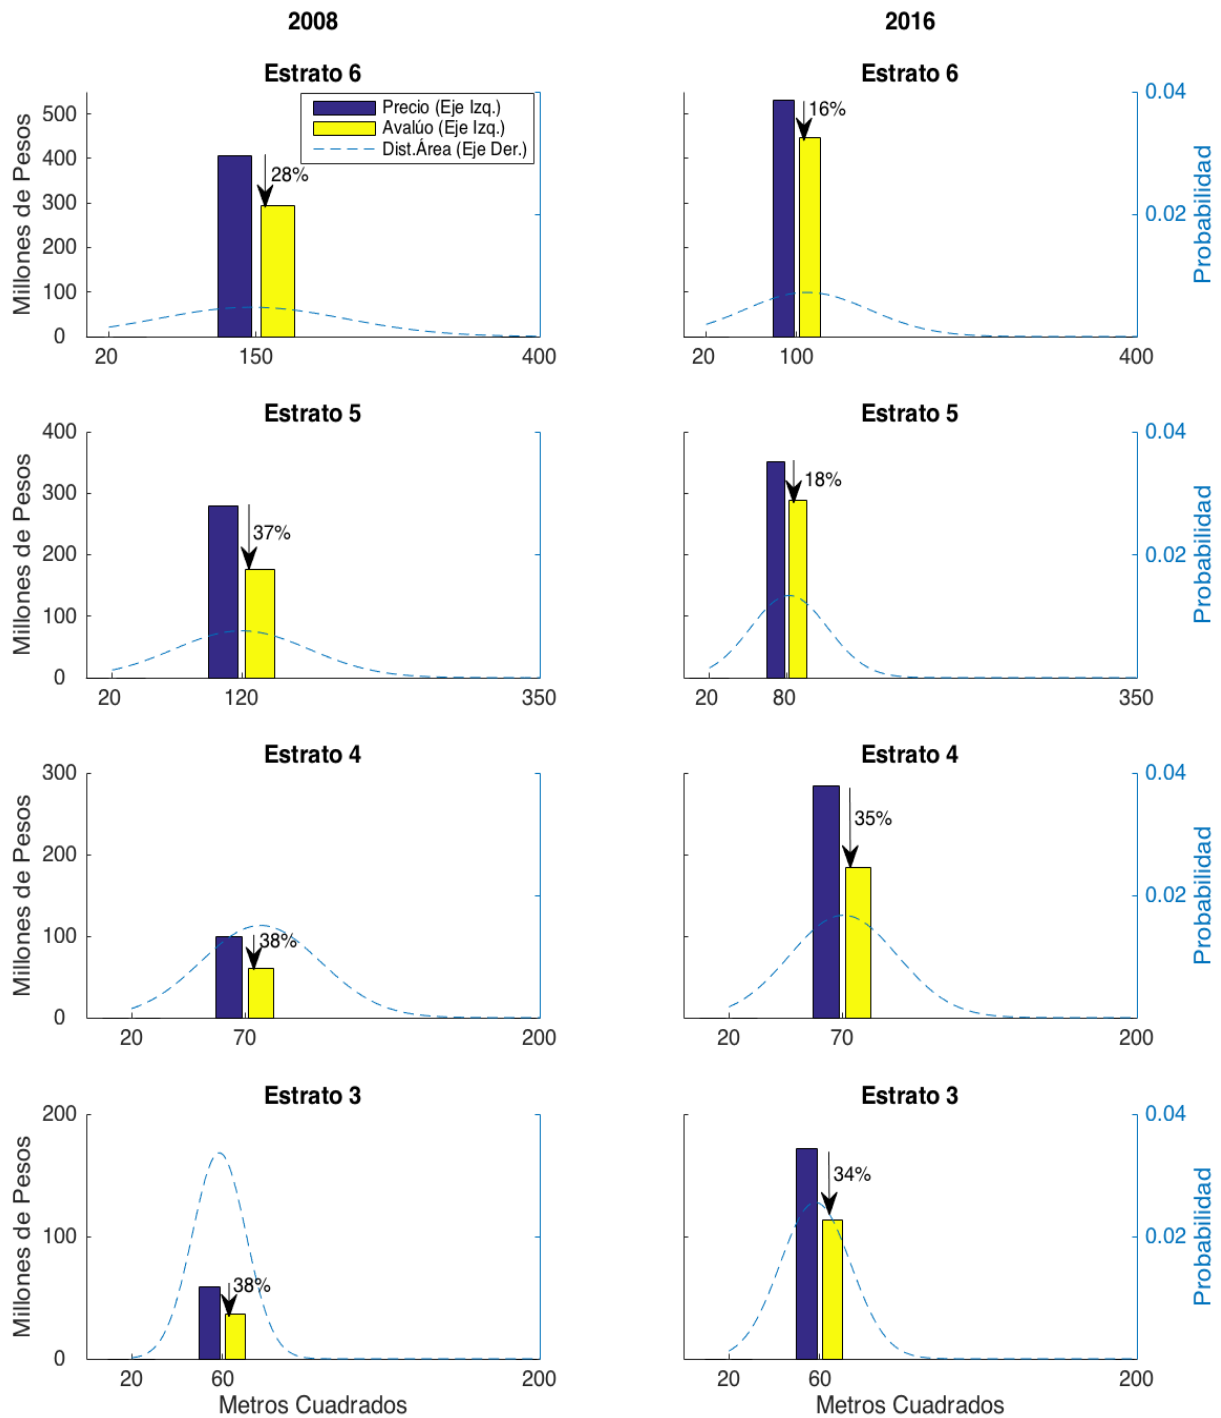 2008
2016
Estrato 6
Estrato 6
Millones de Pesos
500
400
300
200
100
0
20
150
400
Precio (Eje Izq.)
Avalúo (Eje Izq.)
Dist.Área (Eje Der.)
28%
16%
20
100
400
0.04
0.02
Probabilidad
Estrato 5
Estrato 5
Millones de Pesos
400
300
200
100
0
20
120
350
37%
18%
20
80
350
0.04
0.02
Probabilidad
Estrato 4
Estrato 4
Millones de Pesos
300
200
100
0
20
70
200
38%
35%
20
70
200
0.04
0.02
Probabilidad
Estrato 3
Estrato 3
Millones de Pesos
200
100
0
20
60
200
38%
34%
20
60
200
0.04
0.02
Probabilidad
Metros Cuadrados
Metros Cuadrados